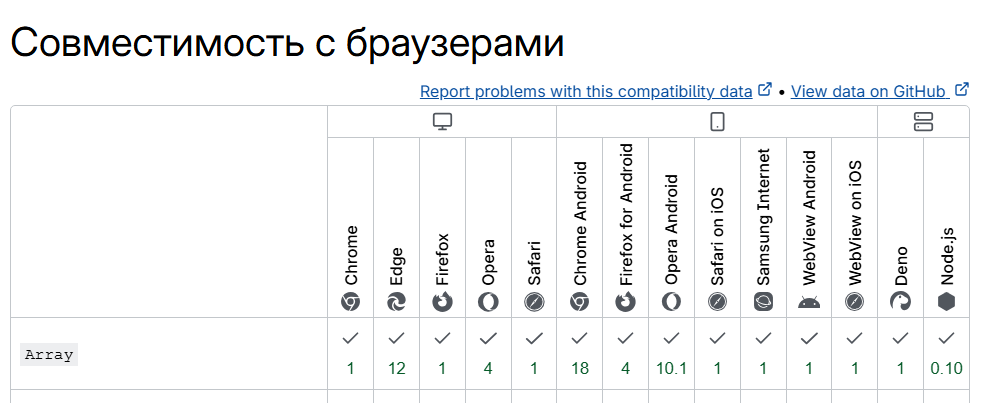 Совместимость с браузерами
Report problems with this compatibility data • View data on GitHub
Chrome
Edge
Firefox
Opera
Safari
Chrome Android
Firefox for Android
Opera Android
Safari on iOS
Samsung Internet
WebView Android
WebView on iOS
Deno
Node.js
Array
1 12 1 4 1 18 4 10.1 1 1 1 1 1 0.10